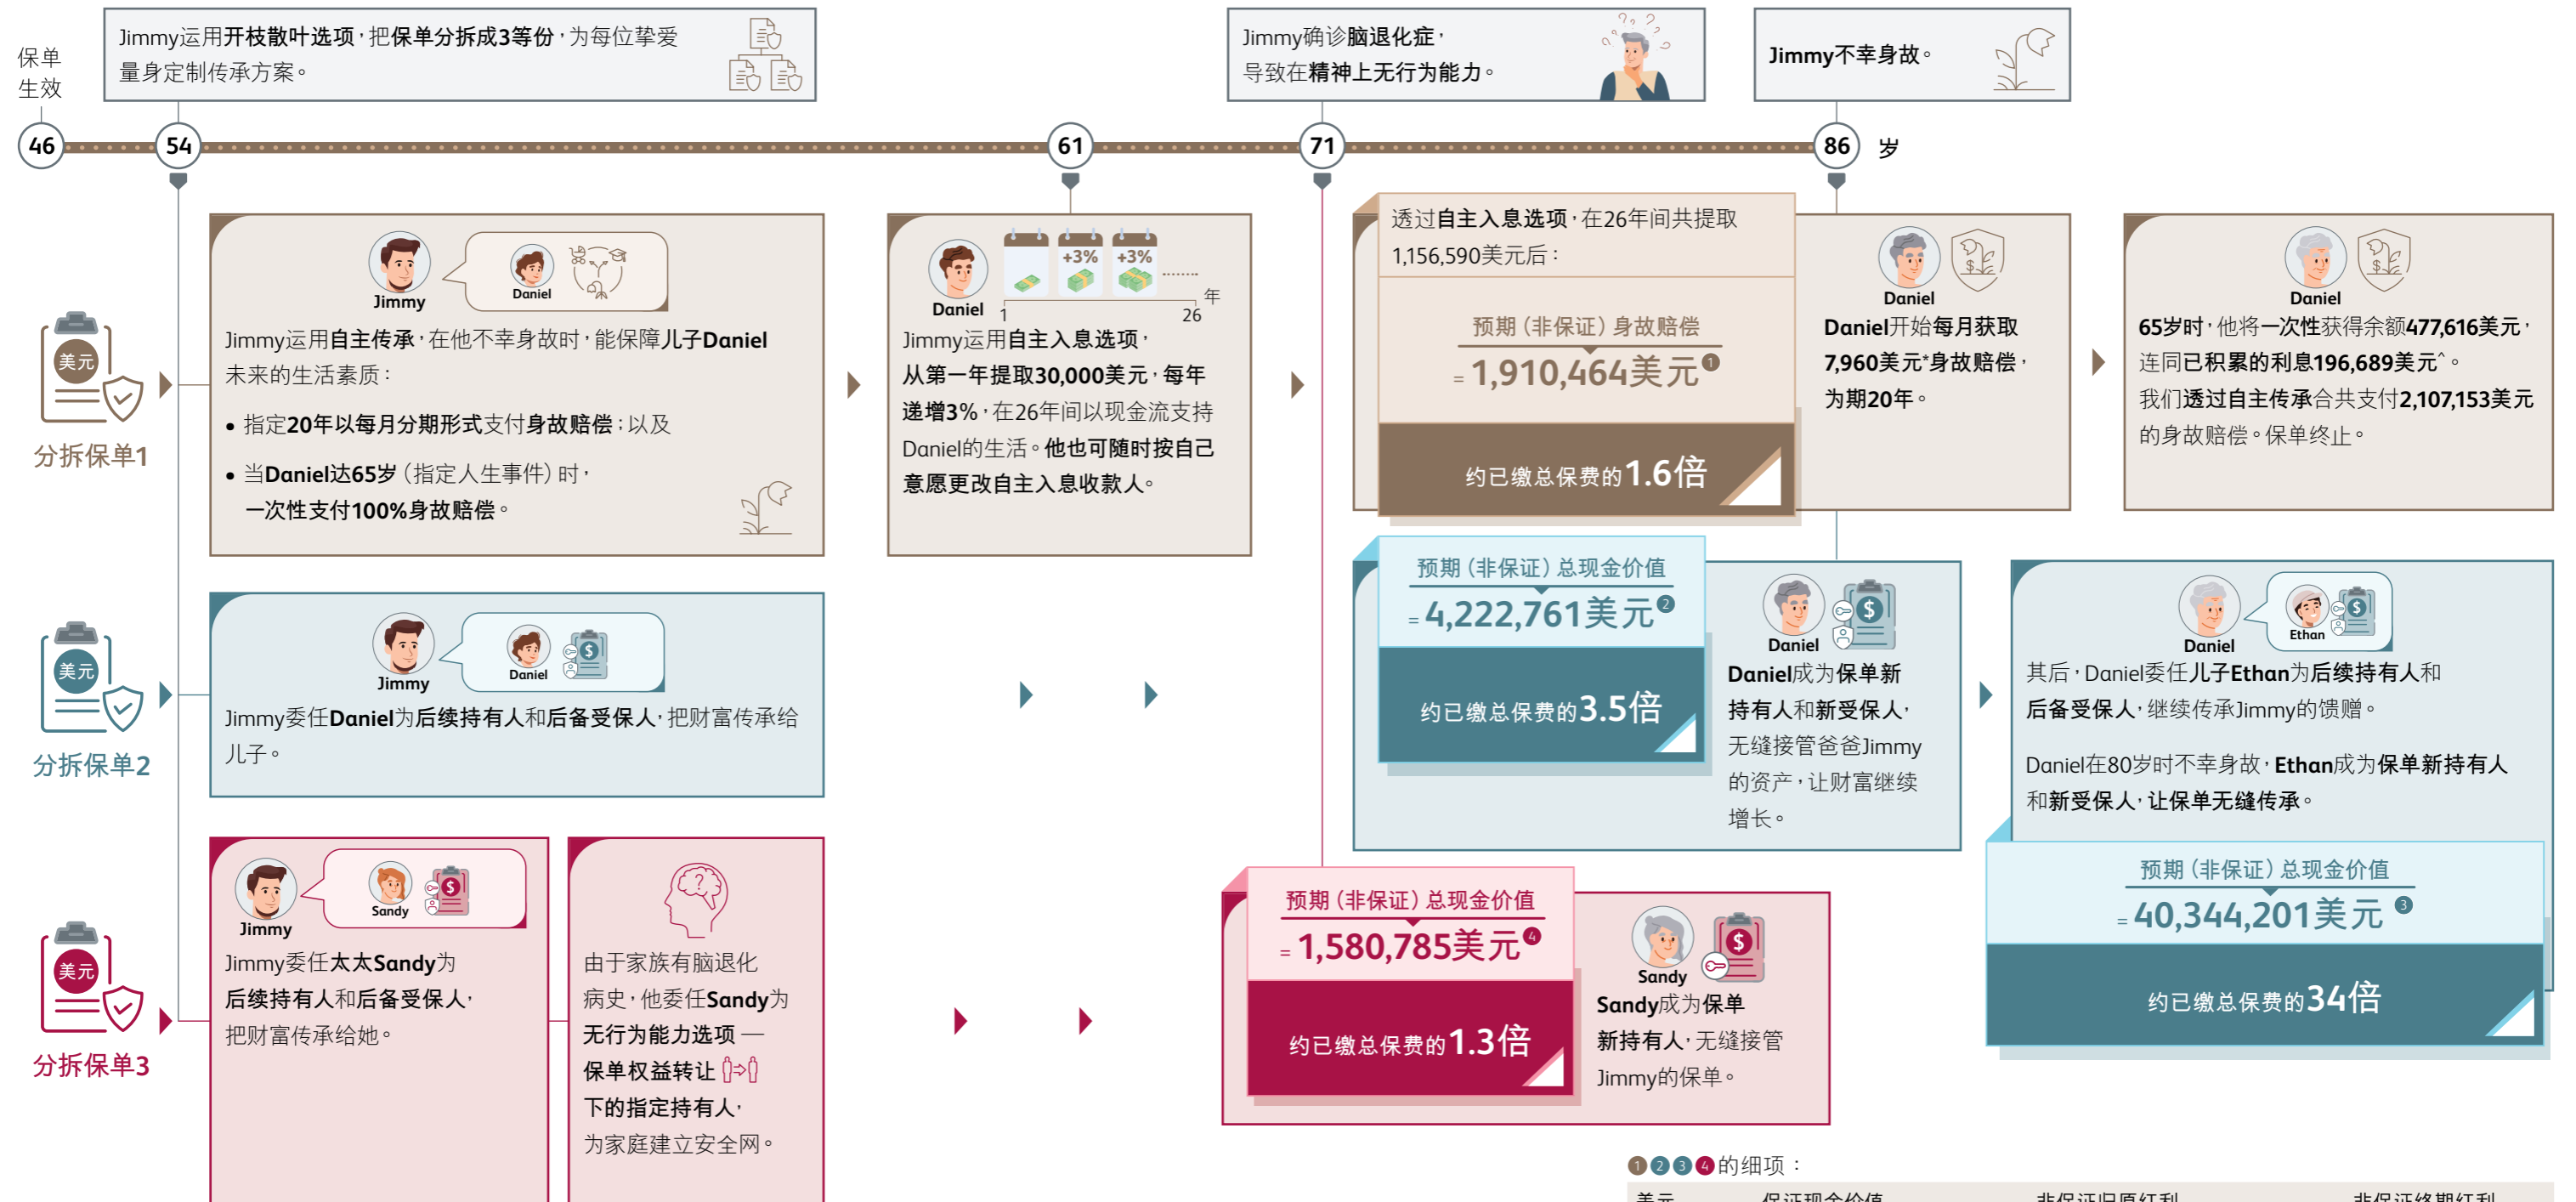 保单
生效
Jimmy运用开枝散叶选项，把保单分拆成3等份，为每位挚爱
量身定制传承方案。
Jimmy确诊脑退化症，
导致在精神上无行为能力。
Jimmy不幸身故。
46
54
61
71
86
岁
美元
分拆保单1
Jimmy
Daniel
Jimmy运用自主传承，在他不幸身故时，能保障儿子Daniel
未来的生活素质：
• 指定20年以每月分期形式支付身故赔偿；以及
• 当Daniel达65岁（指定人生事件）时，
一次性支付100%身故赔偿。
Daniel
+3%
+3%
........
1
26
年
Jimmy运用自主入息选项，
从第一年提取30,000美元，每年
递增3%，在26年间以现金流支持
Daniel的生活。他也可随时按自己
意愿更改自主入息收款人。
透过自主入息选项，在26年间共提取
1,156,590美元后：
预期（非保证）身故赔偿
= 1,910,464美元❶
约已缴总保费的1.6倍
Daniel
Daniel开始每月获取
7,960美元*身故赔偿，
为期20年。
Daniel
65岁时，他将一次性获得余额477,616美元，
连同已积累的利息196,689美元^。
我们透过自主传承合共支付2,107,153美元
的身故赔偿。保单终止。
美元
分拆保单2
Jimmy
Daniel
$
Jimmy委任Daniel为后续持有人和后备受保人，把财富传承给
儿子。
预期（非保证）总现金价值
= 4,222,761美元❷
约已缴总保费的3.5倍
Daniel
$
Daniel成为保单新
持有人和新受保人，
无缝接管爸爸Jimmy
的资产，让财富继续
增长。
Daniel
Ethan
$
其后，Daniel委任儿子Ethan为后续持有人和
后备受保人，继续传承Jimmy的馈赠。
Daniel在80岁时不幸身故，Ethan成为保单新持有人
和新受保人，让保单无缝传承。
预期（非保证）总现金价值
= 40,344,201美元 ❸
约已缴总保费的34倍
美元
分拆保单3
Jimmy
Sandy
$
Jimmy委任太太Sandy为
后续持有人和后备受保人，
把财富传承给她。
由于家族有脑退化
病史，他委任Sandy为
无行为能力选项 —
保单权益转让
下的指定持有人，
为家庭建立安全网。
预期（非保证）总现金价值
= 1,580,785美元❹
约已缴总保费的1.3倍
Sandy
$
Sandy成为保单
新持有人，无缝接管
Jimmy的保单。
❶❷❸❹的细项：
美元 保证现金价值 非保证归原红利 非保证终期红利